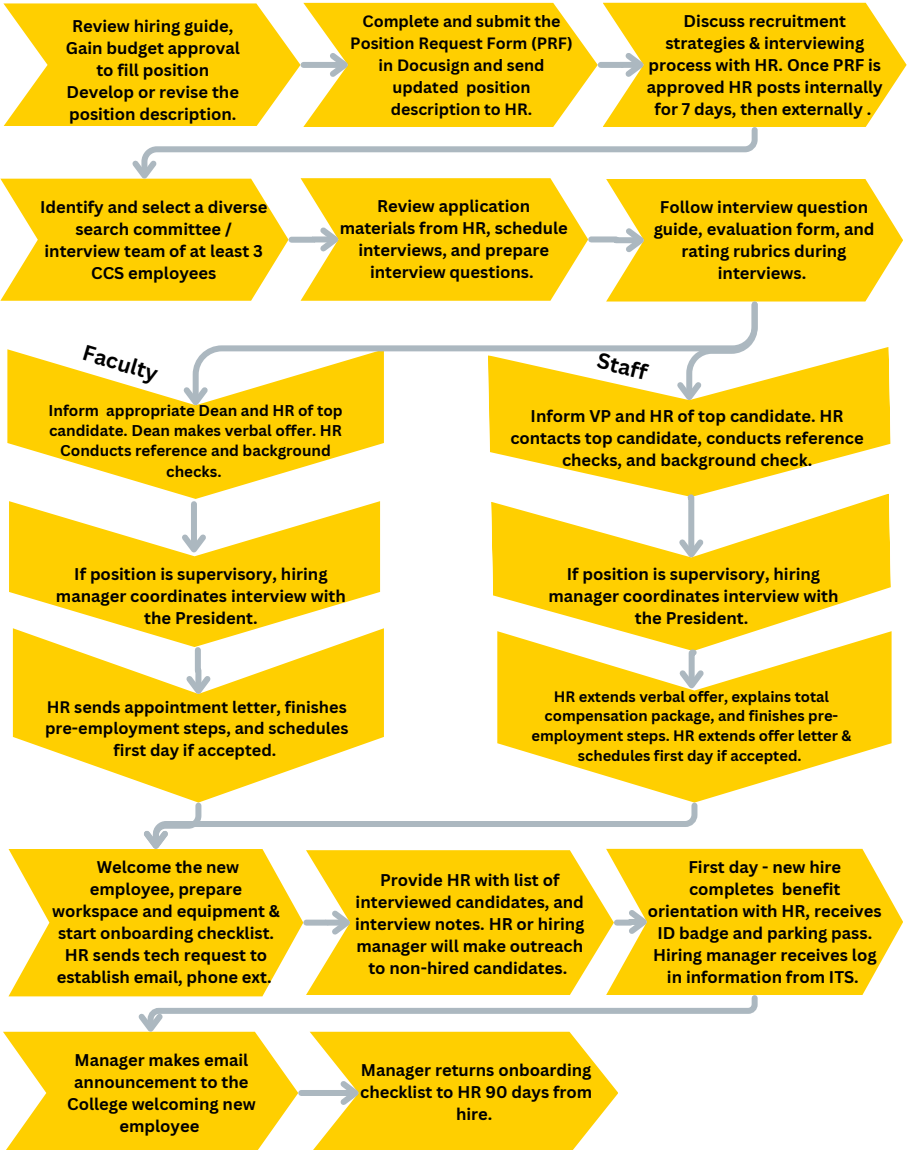 Review hiring guide,
Gain budget approval
to fill position
Develop or revise the
position description.
Complete and submit the
Position Request Form (PRF)
in Docusign and send
updated position
description to HR.
Discuss recruitment
strategies & interviewing
process with HR. Once PRF is
approved HR posts internally
for 7 days, then externally .
Identify and select a diverse
search committee /
interview team of at least 3
CCS employees
Review application
materials from HR, schedule
interviews, and prepare
interview questions.
Follow interview question
guide, evaluation form, and
rating rubrics during
interviews.
Faculty
Inform appropriate Dean and HR of top
candidate. Dean makes verbal offer. HR
Conducts reference and background
checks.
If position is supervisory, hiring
manager coordinates interview with
the President.
HR sends appointment letter, finishes
pre-employment steps, and schedules
first day if accepted.
Staff
Inform VP and HR of top candidate. HR
contacts top candidate, conducts reference
checks, and background check.
If position is supervisory, hiring
manager coordinates interview with
the President.
HR extends verbal offer, explains total
compensation package, and finishes pre-
employment steps. HR extends offer letter &
schedules first day if accepted.
Welcome the new
employee, prepare
workspace and equipment &
start onboarding checklist.
HR sends tech request to
establish email, phone ext.
Provide HR with list of
interviewed candidates, and
interview notes. HR or hiring
manager will make outreach
to non-hired candidates.
First day - new hire
completes benefit
orientation with HR, receives
ID badge and parking pass.
Hiring manager receives log
in information from ITS.
Manager makes email
announcement to the
College welcoming new
employee
Manager returns onboarding
checklist to HR 90 days from
hire.